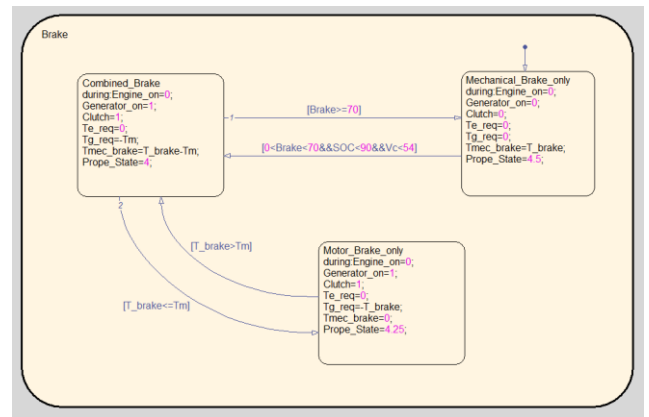 Brake
Combined_Brake
during:Engine_on=0;
Generator_on=1;
Clutch=1;
Te_req=0;
Tg_req=-Tm;
Tmec_brake=T_brake-Tm;
Prope_State=4;
1
[Brake>=70]
[0<Brake<70&&SOC<90&&Vc<54]
Mechanical_Brake_only
during:Engine_on=0;
Generator_on=0;
Clutch=0;
Te_req=0;
Tg_req=0;
Tmec_brake=T_brake;
Prope_State=4.5;
2
[T_brake>Tm]
[T_brake<=Tm]
Motor_Brake_only
during:Engine_on=0;
Generator_on=1;
Clutch=1;
Te_req=0;
Tg_req=-T_brake;
Tmec_brake=0;
Prope_State=4.25;